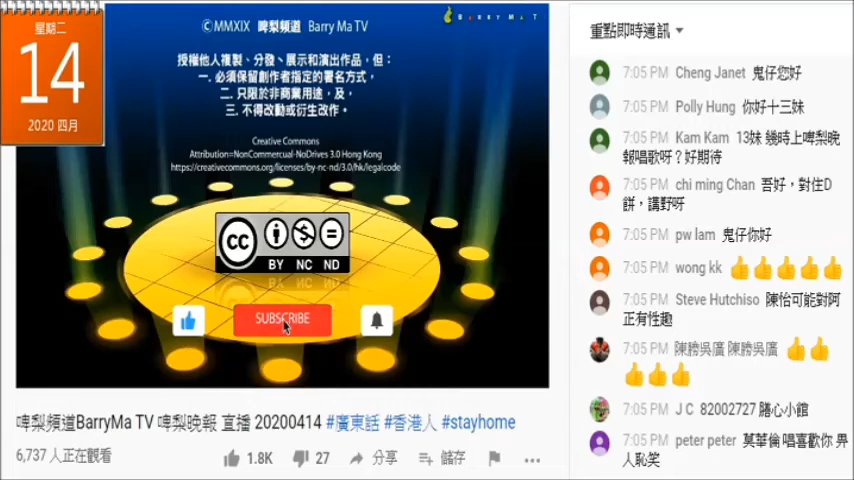 星期二
14
2020 四月
©MMXIX 啤梨頻道 Barry Ma TV
BARRY MA T
授權他人複製、分發、展示和演出作品，但：
一. 必須保留創作者指定的署名方式，
二. 只限於非商業用途，及，
三. 不得改動或衍生改作。
Creative Commons
Attribution=NonCommercual-NoDrives 3.0 Hong Kong
https://creativecommons.org/licenses/by-nc-nd/3.0/hk/legalcode
cc
BY NC ND
SUBSCRIBE
啤梨頻道BarryMa TV 啤梨晚報 直播 20200414 #廣東話 #香港人 #stayhome
6,737 人正在觀看
1.8K 27 分享 儲存
重點即時通訊
7:05 PM Cheng Janet 鬼仔您好
7:05 PM Polly Hung 你好十三妹
7:05 PM Kam Kam 13妹 幾時上啤梨晚
報唱歌呀？好期待
7:05 PM chi ming Chan 吾好，對住D
餅，講野呀
7:05 PM pw lam 鬼仔你好
7:05 PM wong kk
7:05 PM Steve Hutchiso 陳怡可能對阿
正有性趣
7:05 PM 陳勝吳廣 陳勝吳廣
7:05 PM J C 82002727 賭心小館
7:05 PM peter peter 莫華倫唱喜歡你 畀
人恥笑